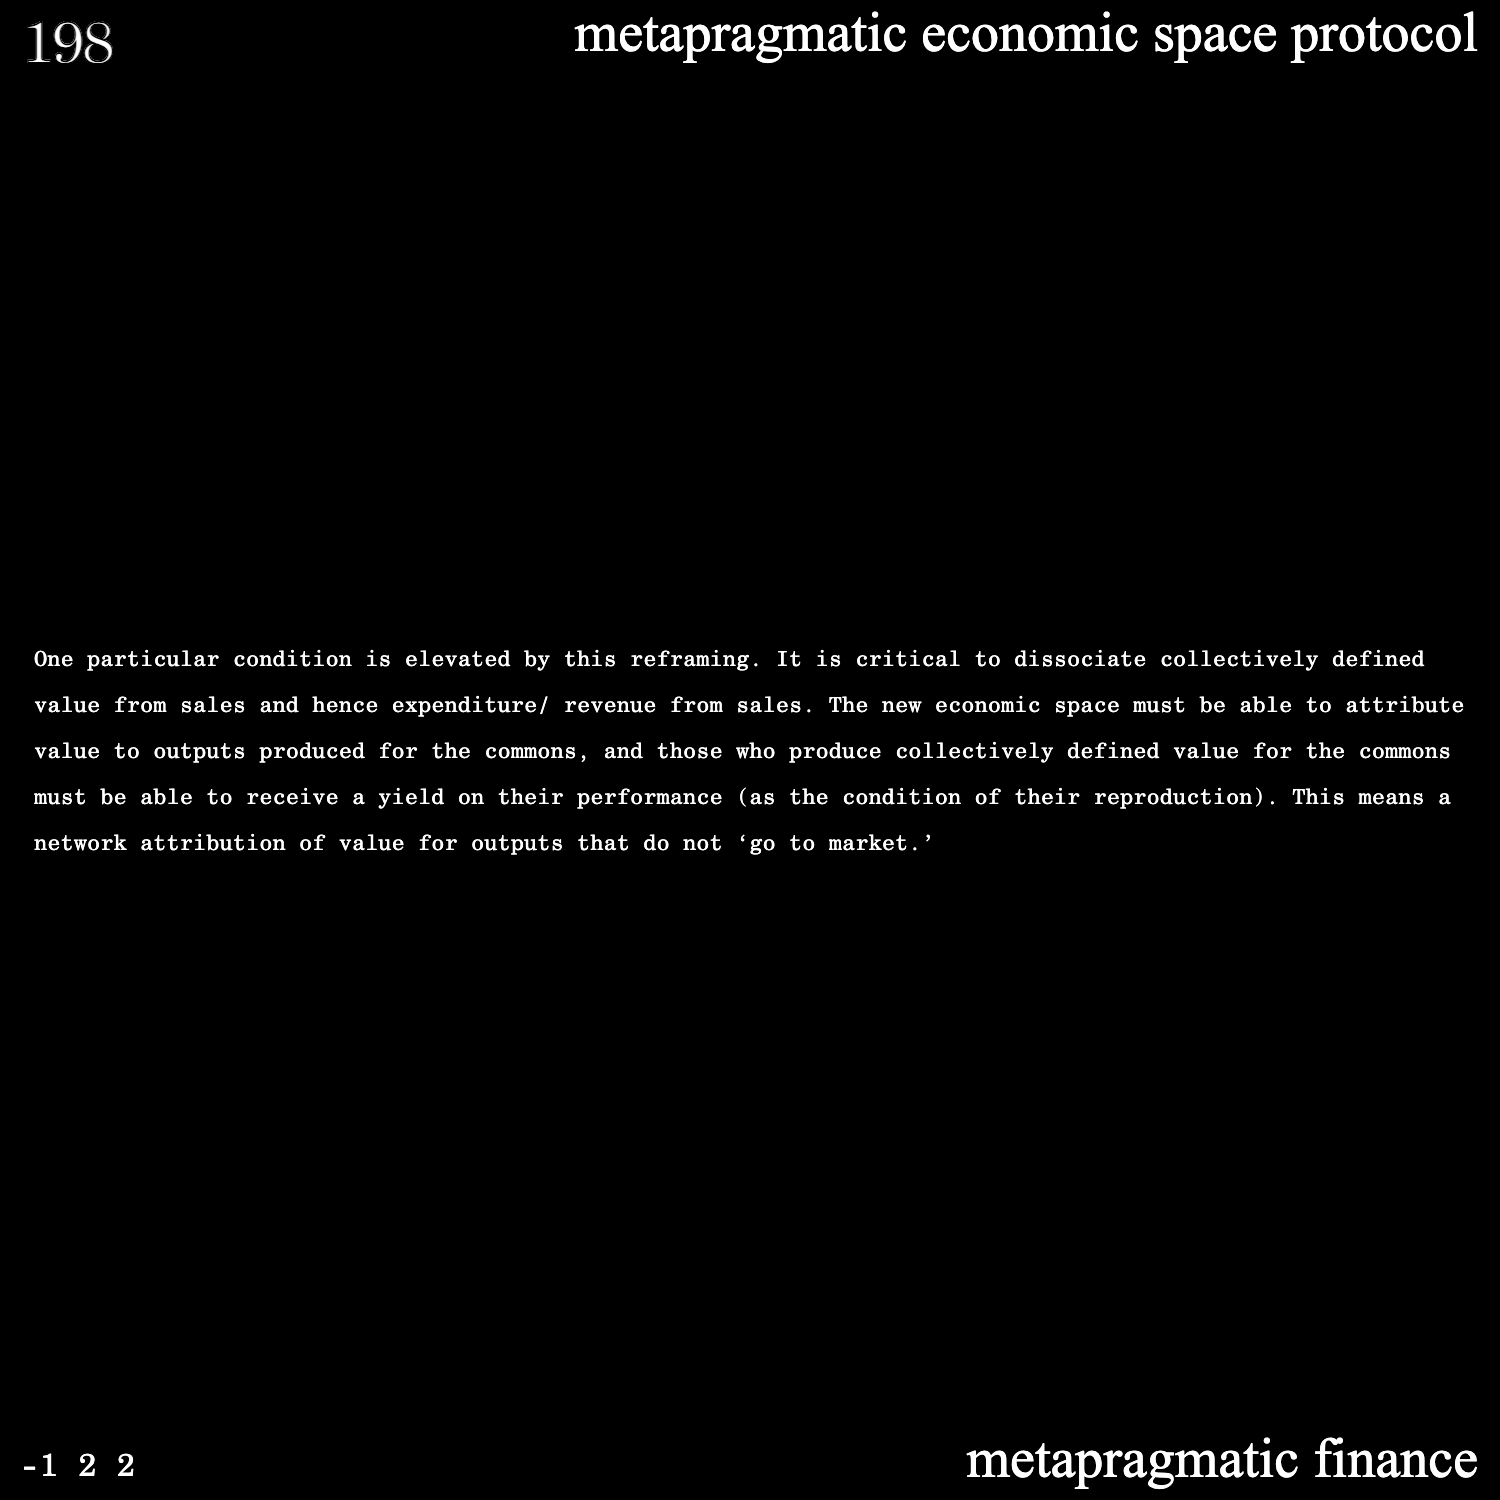 198
metapragmatic economic space protocol
One particular condition is elevated by this reframing. It is critical to dissociate collectively defined
value from sales and hence expenditure/ revenue from sales. The new economic space must be able to attribute
value to outputs produced for the commons, and those who produce collectively defined value for the commons
must be able to receive a yield on their performance (as the condition of their reproduction). This means a
network attribution of value for outputs that do not ‘go to market.’
-1 2 2
metapragmatic finance